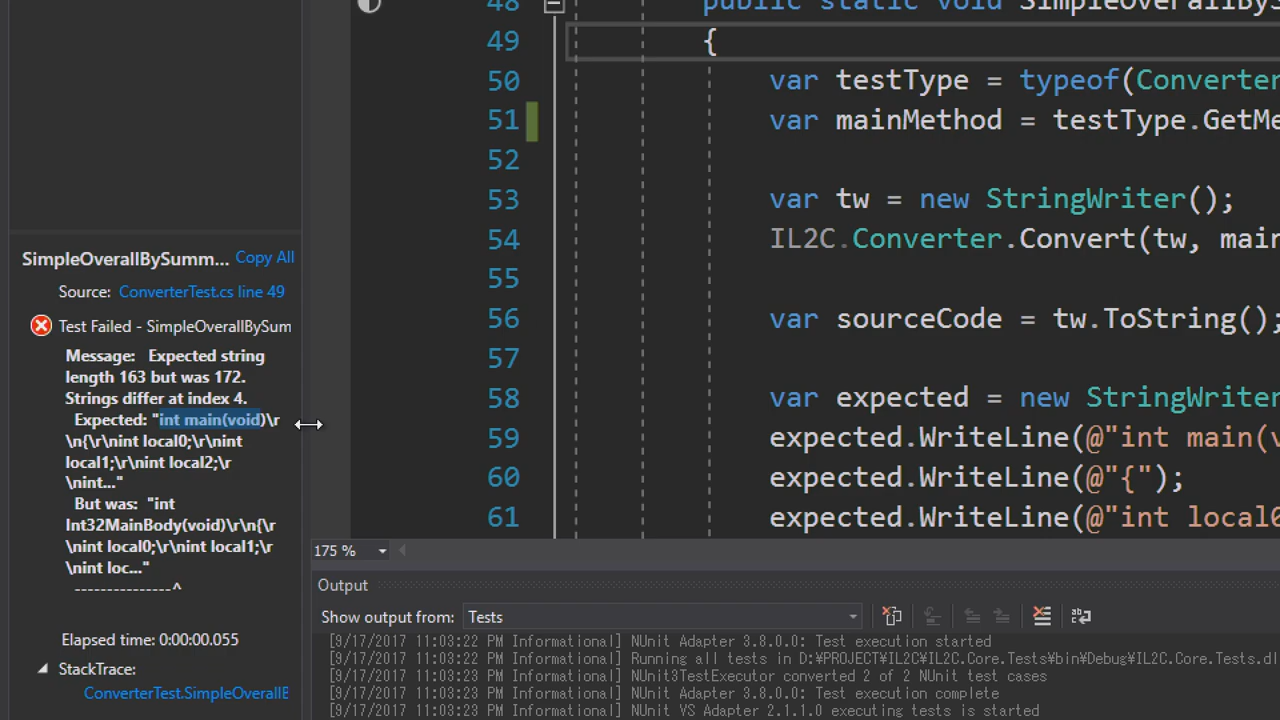 SimpleOverallBySumm... Copy All
Source: ConverterTest.cs line 49
Test Failed - SimpleOverallBySum
Message: Expected string
length 163 but was 172.
Strings differ at index 4.
Expected: "int main(void)\r
\n{\r\nint local0;\r\nint
local1;\r\nint local2;\r
\nint..."
But was: "int
Int32MainBody(void)\r\n{\r
\nint local0;\r\nint local1;\r
\nint loc..."
---------------^
Elapsed time: 0:00:00.055
StackTrace:
ConverterTest.SimpleOverallB
48 public static void SimpleOverallByS
49 {
50 var testType = typeof(Converter
51 var mainMethod = testType.GetMe
52
53 var tw = new StringWriter();
54 IL2C.Converter.Convert(tw, main
55
56 var sourceCode = tw.ToString();
57
58 var expected = new StringWriter
59 expected.WriteLine(@"int main(v
60 expected.WriteLine(@"{");
61 expected.WriteLine(@"int local0
175 %
Output
Show output from: Tests
[9/17/2017 11:03:22 PM Informational] NUnit Adapter 3.8.0.0: Test execution started
[9/17/2017 11:03:22 PM Informational] Running all tests in D:¥PROJECT¥IL2C¥IL2C.Core.Tests¥bin¥Debug¥IL2C.Core.Tests.dl
[9/17/2017 11:03:23 PM Informational] NUnit3TestExecutor converted 2 of 2 NUnit test cases
[9/17/2017 11:03:23 PM Informational] NUnit Adapter 3.8.0.0: Test execution complete
[9/17/2017 11:03:23 PM Informational] NUnit VS Adapter 2.1.1.0 executing tests is started